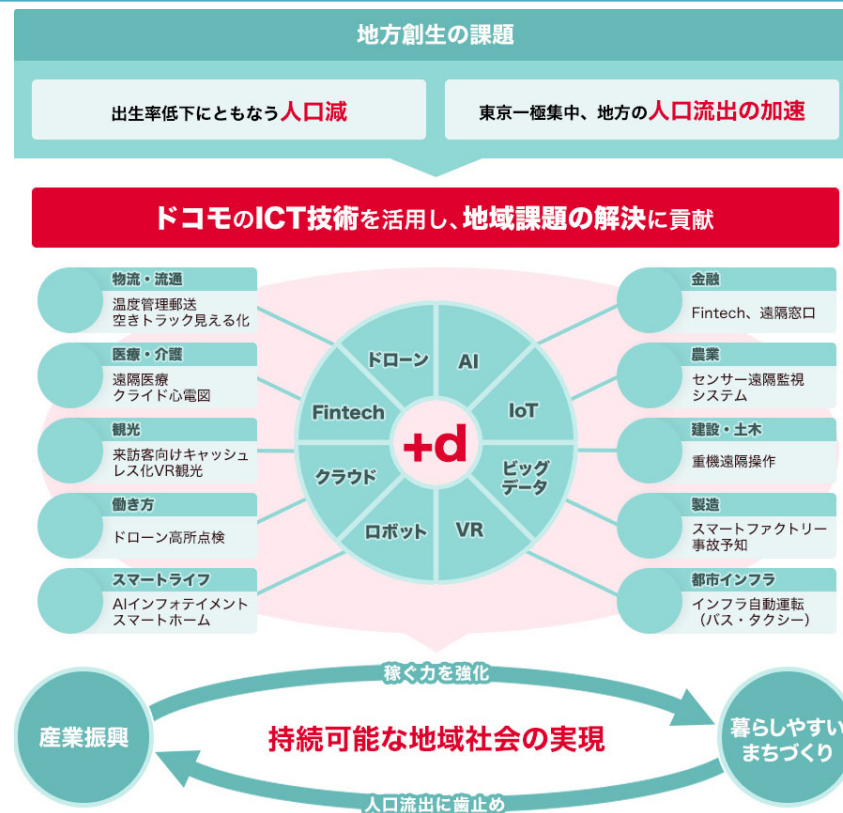 地方創生の課題
出生率低下にともなう人口減
東京一極集中、地方の人口流出の加速
ドコモのICT技術を活用し、地域課題の解決に貢献
物流・流通
温度管理郵送
空きトラック見える化
医療・介護
遠隔医療
クライド心電図
観光
来訪客向けキャッシュ
レス化VR観光
働き方
ドローン高所点検
スマートライフ
AIインフォテイメント
スマートホーム
ドローン
AI
Fintech
IoT
+d
クラウド
ビッグ
データ
ロボット
VR
金融
Fintech、遠隔窓口
農業
センサー遠隔監視
システム
建設・土木
重機遠隔操作
製造
スマートファクトリー
事故予知
都市インフラ
インフラ自動運転
（バス・タクシー）
稼ぐ力を強化
産業振興
持続可能な地域社会の実現
暮らしやすい
まちづくり
人口流出に歯止め